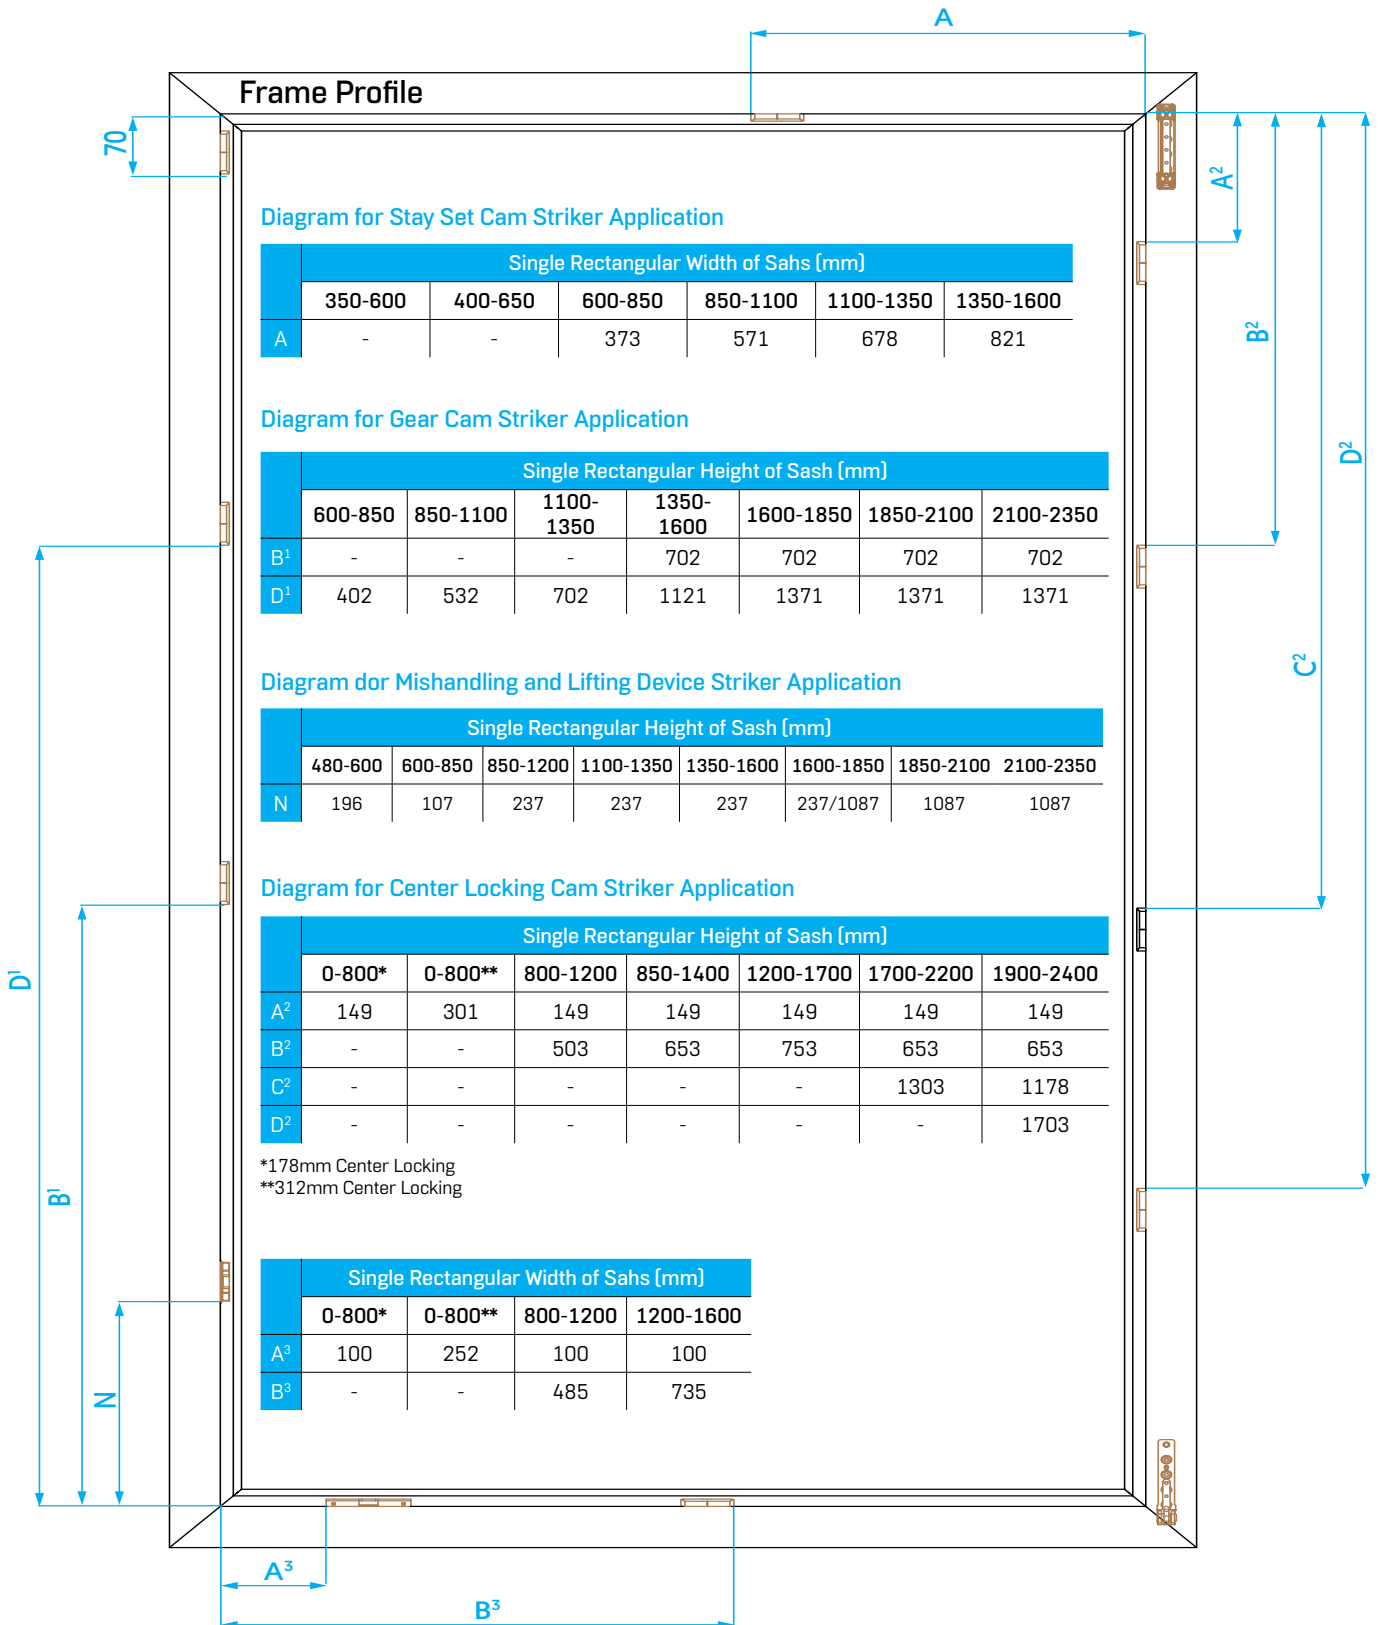 A
Frame Profile
70
A²
B²
C²
D²
Diagram for Stay Set Cam Striker Application
Single Rectangular Width of Sahs (mm)
350-600 400-650 600-850 850-1100 1100-1350 1350-1600
A - - 373 571 678 821
Diagram for Gear Cam Striker Application
Single Rectangular Height of Sash (mm)
600-850 850-1100 1100-1350 1350-1600 1600-1850 1850-2100 2100-2350
B¹ - - - 702 702 702 702
D¹ 402 532 702 1121 1371 1371 1371
Diagram dor Mishandling and Lifting Device Striker Application
Single Rectangular Height of Sash (mm)
480-600 600-850 850-1200 1100-1350 1350-1600 1600-1850 1850-2100 2100-2350
N 196 107 237 237 237 237/1087 1087 1087
Diagram for Center Locking Cam Striker Application
Single Rectangular Height of Sash (mm)
0-800* 0-800** 800-1200 850-1400 1200-1700 1700-2200 1900-2400
A² 149 301 149 149 149 149 149
B² - - 503 653 753 653 653
C² - - - - - 1303 1178
D² - - - - - - 1703
*178mm Center Locking
**312mm Center Locking
Single Rectangular Width of Sahs (mm)
0-800* 0-800** 800-1200 1200-1600
A³ 100 252 100 100
B³ - - 485 735
D¹
B¹
N
A³
B³